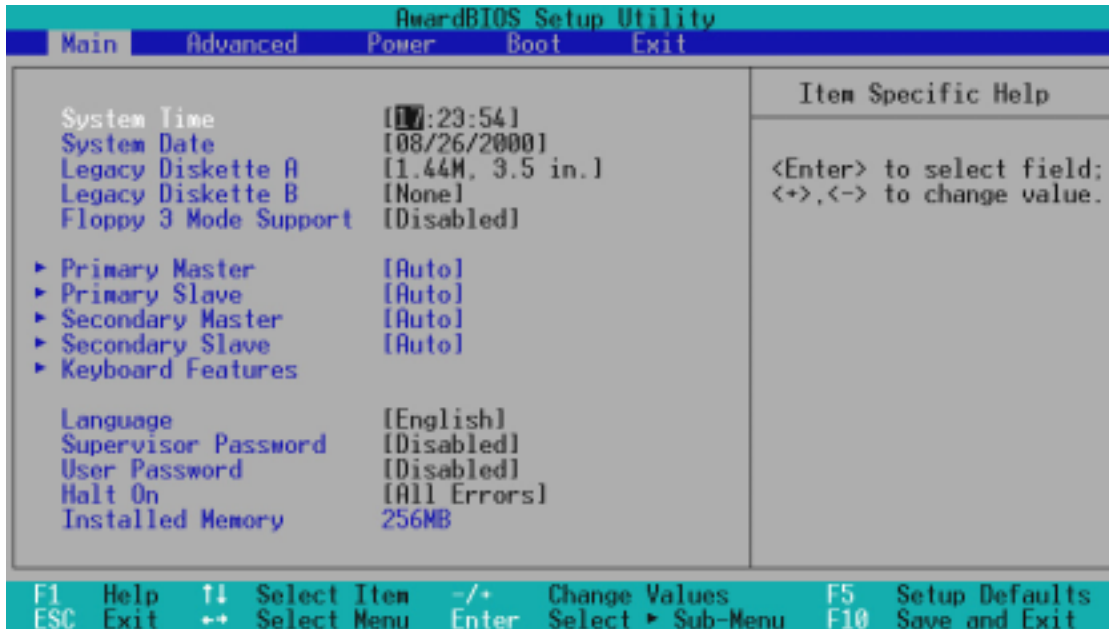 AwardBIOS Setup Utility
Main Advanced Power Boot Exit
Item Specific Help
System Time [17:23:54]
System Date [08/26/2000]
Legacy Diskette A [1.44M, 3.5 in.]
Legacy Diskette B [None]
Floppy 3 Mode Support [Disabled]
▶ Primary Master [Auto]
▶ Primary Slave [Auto]
▶ Secondary Master [Auto]
▶ Secondary Slave [Auto]
▶ Keyboard Features
Language [English]
Supervisor Password [Disabled]
User Password [Disabled]
Halt On [All Errors]
Installed Memory 256MB
<Enter> to select field;
<+>,<-> to change value.
F1 Help ↑↓ Select Item -/+ Change Values F5 Setup Defaults
ESC Exit ←→ Select Menu Enter Select ▶ Sub-Menu F10 Save and Exit